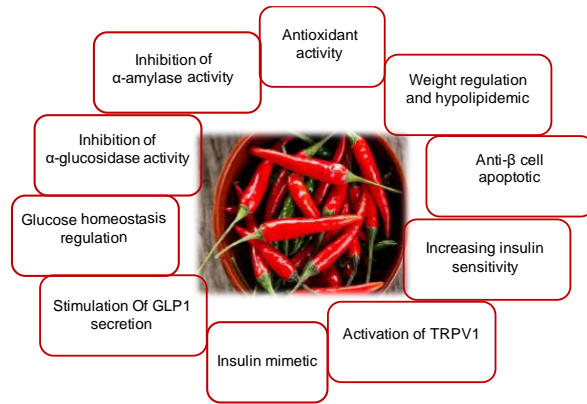 Antioxidant
activity
Weight regulation
and hypolipidemic
Anti-β cell
apoptotic
Increasing insulin
sensitivity
Activation of TRPV1
Insulin mimetic
Stimulation Of GLP1
secretion
Glucose homeostasis
regulation
Inhibition of
α-glucosidase activity
Inhibition of
α-amylase activity